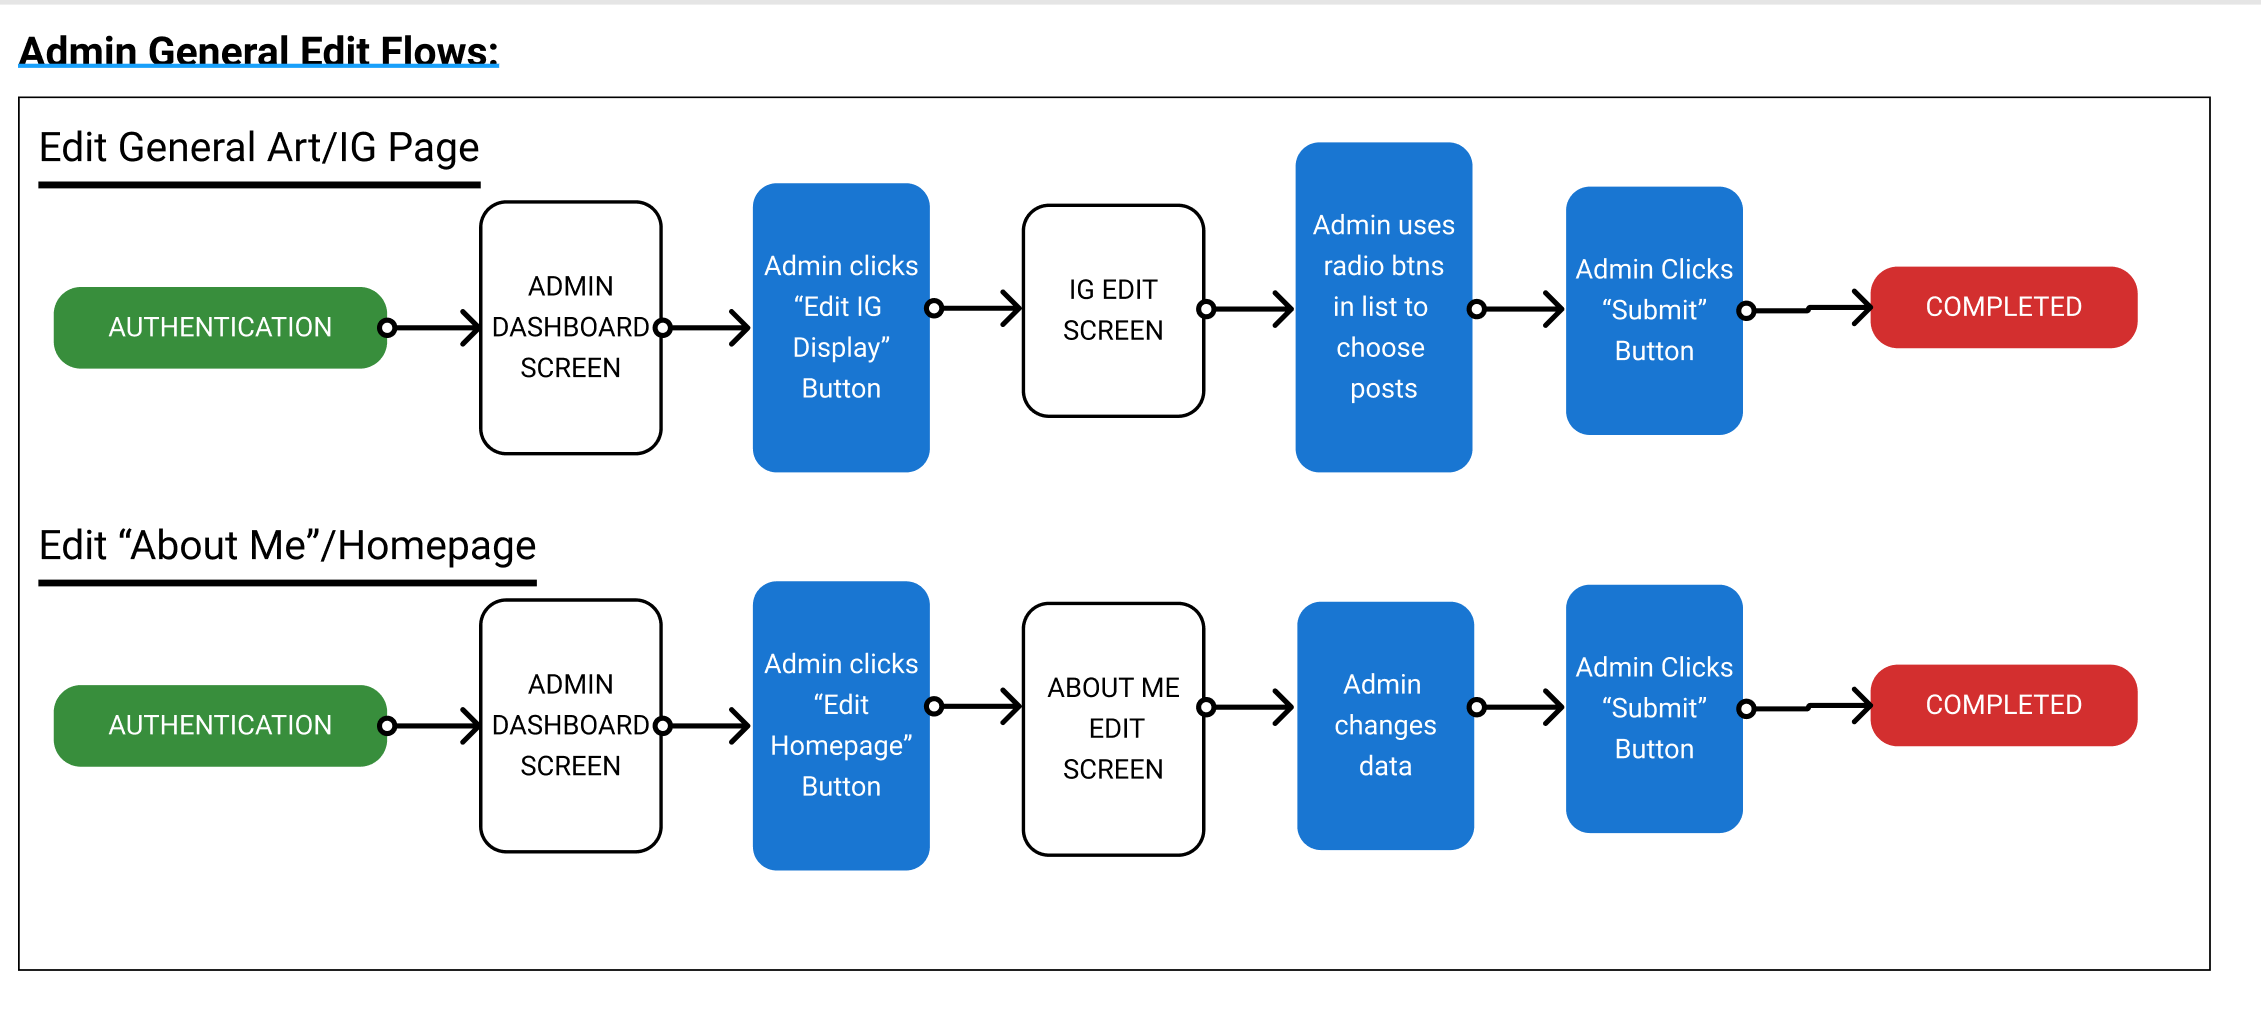 Admin General Edit Flows:
Edit General Art/IG Page
AUTHENTICATION
ADMIN
DASHBOARD
SCREEN
Admin clicks
“Edit IG
Display”
Button
IG EDIT
SCREEN
Admin uses
radio btns
in list to
choose
posts
Admin Clicks
“Submit”
Button
COMPLETED
Edit “About Me”/Homepage
AUTHENTICATION
ADMIN
DASHBOARD
SCREEN
Admin clicks
“Edit
Homepage”
Button
ABOUT ME
EDIT
SCREEN
Admin
changes
data
Admin Clicks
“Submit”
Button
COMPLETED